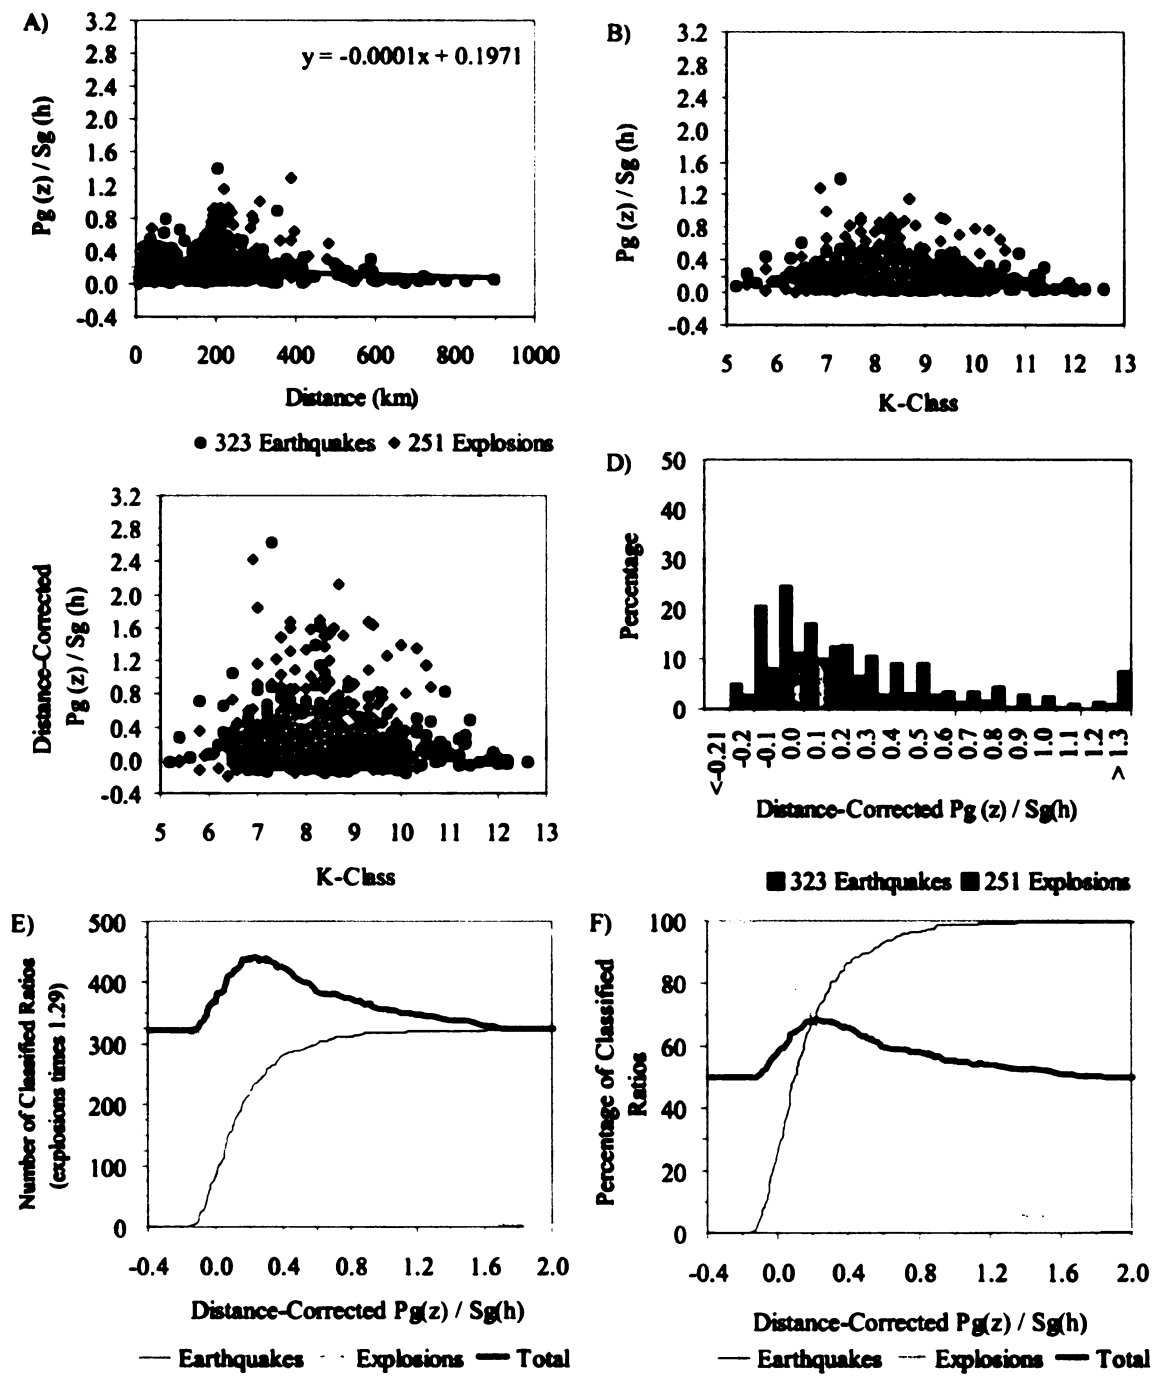 A)
3.2
2.8
2.4
2.0
1.6
1.2
0.8
0.4
0.0
-0.4
y = -0.0001x + 0.1971
Pg (z) / Sg (h)
0 200 400 600 800 1000
Distance (km)
● 323 Earthquakes ◆ 251 Explosions
B)
3.2
2.8
2.4
2.0
1.6
1.2
0.8
0.4
0.0
-0.4
Pg (z) / Sg (h)
5 6 7 8 9 10 11 12 13
K-Class
3.2
2.8
2.4
2.0
1.6
1.2
0.8
0.4
0.0
-0.4
Distance-Corrected
Pg (z) / Sg (h)
5 6 7 8 9 10 11 12 13
K-Class
D)
50
40
30
20
10
0
Percentage
<-0.21 -0.2 -0.1 0.0 0.1 0.2 0.3 0.4 0.5 0.6 0.7 0.8 0.9 1.0 1.1 1.2 > 1.3
Distance-Corrected Pg (z) / Sg(h)
■ 323 Earthquakes ■ 251 Explosions
E)
500
400
300
200
100
0
Number of Classified Ratios
(explosions times 1.29)
-0.4 0.0 0.4 0.8 1.2 1.6 2.0
Distance-Corrected Pg(z) / Sg(h)
Earthquakes Explosions Total
F)
100
80
60
40
20
0
Percentage of Classified
Ratios
-0.4 0.0 0.4 0.8 1.2 1.6 2.0
Distance-Corrected Pg(z) / Sg(h)
Earthquakes Explosions Total